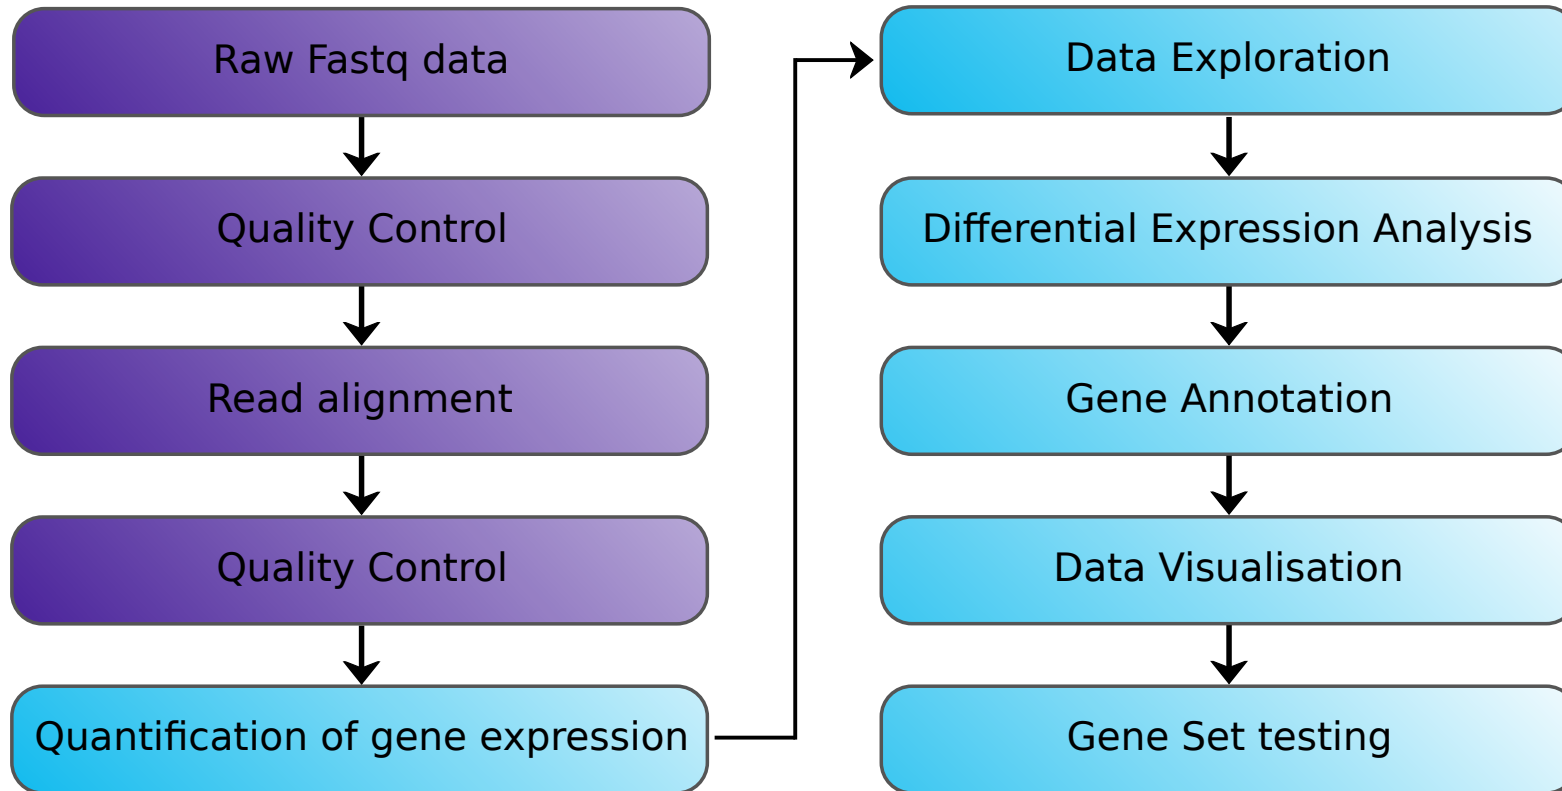 Raw Fastq data
Quality Control
Read alignment
Quality Control
Quantification of gene expression
Data Exploration
Differential Expression Analysis
Gene Annotation
Data Visualisation
Gene Set testing